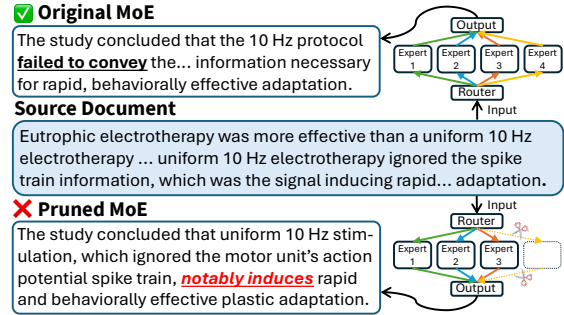 Original MoE
The study concluded that the 10 Hz protocol
failed to convey the... information necessary
for rapid, behaviorally effective adaptation.
Output
Expert 1
Expert 2
Expert 3
Expert 4
Router
Input
Source Document
Eutrophic electrotherapy was more effective than a uniform 10 Hz
electrotherapy ... uniform 10 Hz electrotherapy ignored the spike
train information, which was the signal inducing rapid... adaptation.
Input
Pruned MoE
The study concluded that uniform 10 Hz stim-
ulation, which ignored the motor unit's action
potential spike train, notably induces rapid
and behaviorally effective plastic adaptation.
Router
Expert 1
Expert 2
Expert 3
Output